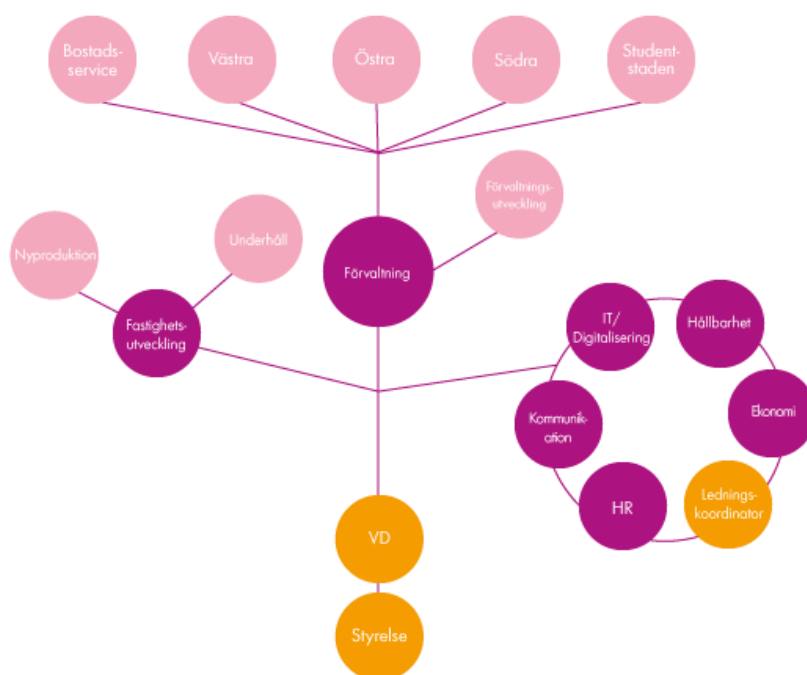 Bostads-
service
Västra
Östra
Södra
Student-
staden
Förvaltnings-
utveckling
Underhåll
Nyproduktion
Förvaltning
Fastighets-
utveckling
IT/
Digitalisering
Hållbarhet
Kommunik-
ation
Ekonomi
HR
Lednings-
koordinator
VD
Styrelse